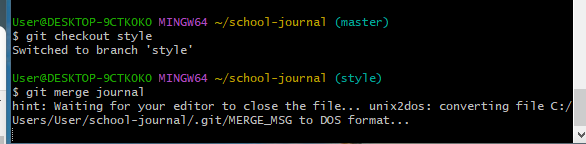 User@DESKTOP-9CTKOKO MINGW64 ~/school-journal (master)
$ git checkout style
Switched to branch 'style'
User@DESKTOP-9CTKOKO MINGW64 ~/school-journal (style)
$ git merge journal
hint: Waiting for your editor to close the file... unix2dos: converting file C:/
Users/User/school-journal/.git/MERGE_MSG to DOS format...